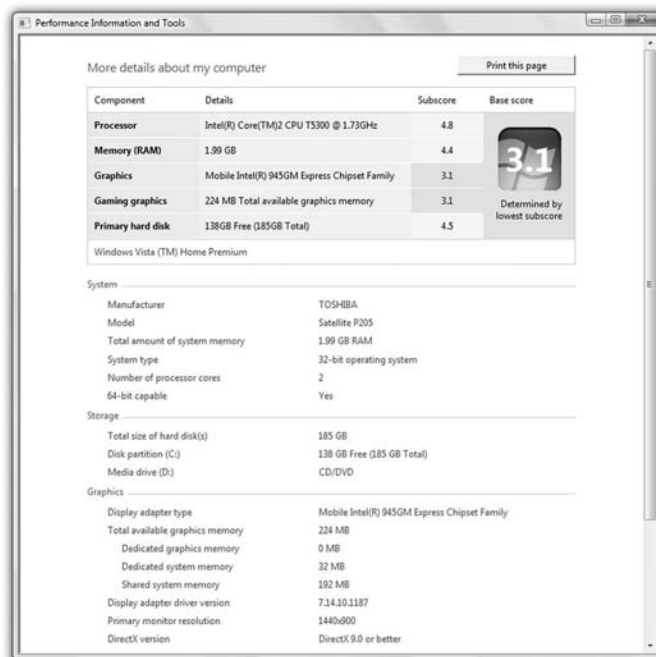 Performance Information and Tools
More details about my computer
Print this page
Component Details Subscore Base score
Processor Intel(R) Core(TM)2 CPU T5300 @ 1.73GHz 4.8
Memory (RAM) 1.99 GB 4.4
Graphics Mobile Intel(R) 945GM Express Chipset Family 3.1
Gaming graphics 224 MB Total available graphics memory 3.1
Primary hard disk 138GB Free (185GB Total) 4.5
3.1
Determined by
lowest subscore
Windows Vista (TM) Home Premium
System
Manufacturer TOSHIBA
Model Satellite P205
Total amount of system memory 1.99 GB RAM
System type 32-bit operating system
Number of processor cores 2
64-bit capable Yes
Storage
Total size of hard disk(s) 185 GB
Disk partition (C:) 138 GB Free (185 GB Total)
Media drive (D:) CD/DVD
Graphics
Display adapter type Mobile Intel(R) 945GM Express Chipset Family
Total available graphics memory 224 MB
Dedicated graphics memory 0 MB
Dedicated system memory 32 MB
Shared system memory 192 MB
Display adapter driver version 7.14.10.1187
Primary monitor resolution 1440x900
DirectX version DirectX 9.0 or better